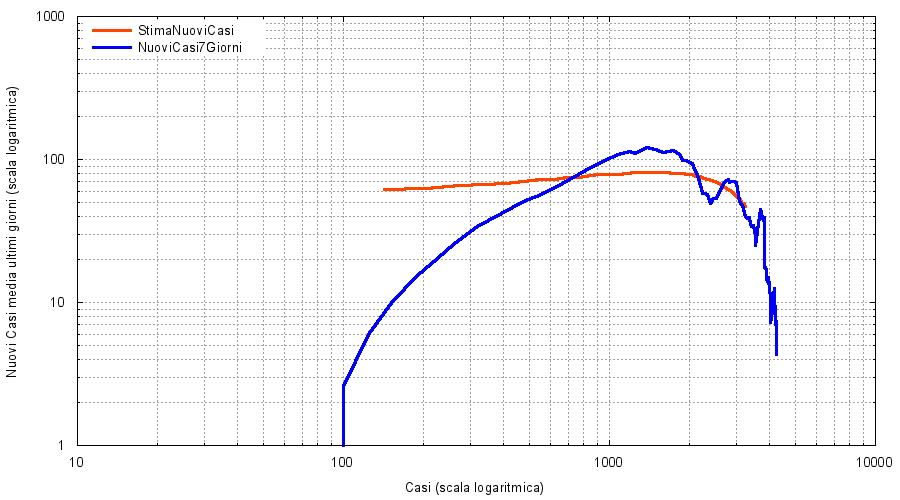 1000
StimaNuoviCasi
NuoviCasi7Giorni
100
10
1
Nuovi Casi media ultimi giorni (scala logaritmica)
10
100
1000
10000
Casi (scala logaritmica)